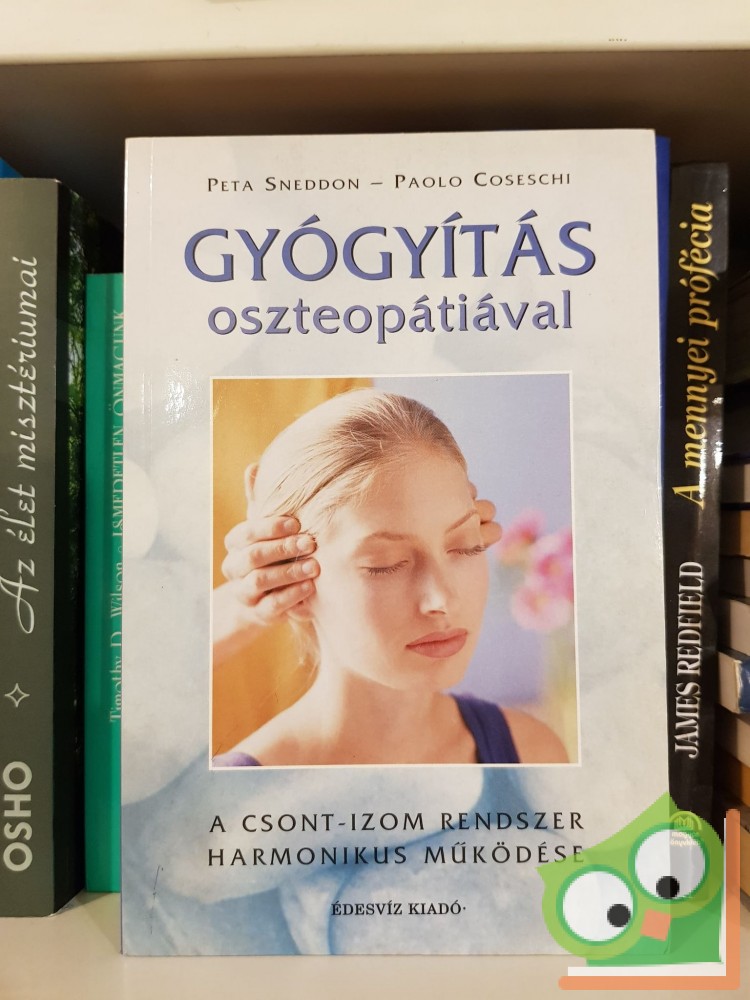 PETA SNEDDON – PAOLO COSESCHI
GYÓGYÍTÁS
oszteopátiával
A CSONT-IZOM RENDSZER
HARMONIKUS MŰKÖDÉSE
ÉDESVÍZ KIADÓ
OSHO ✧ Az élet misztériumai
Timothy D. Wilson ISMERETLEN ÖNMAGUNK
JAMES REDFIELD A mennyei prófécia